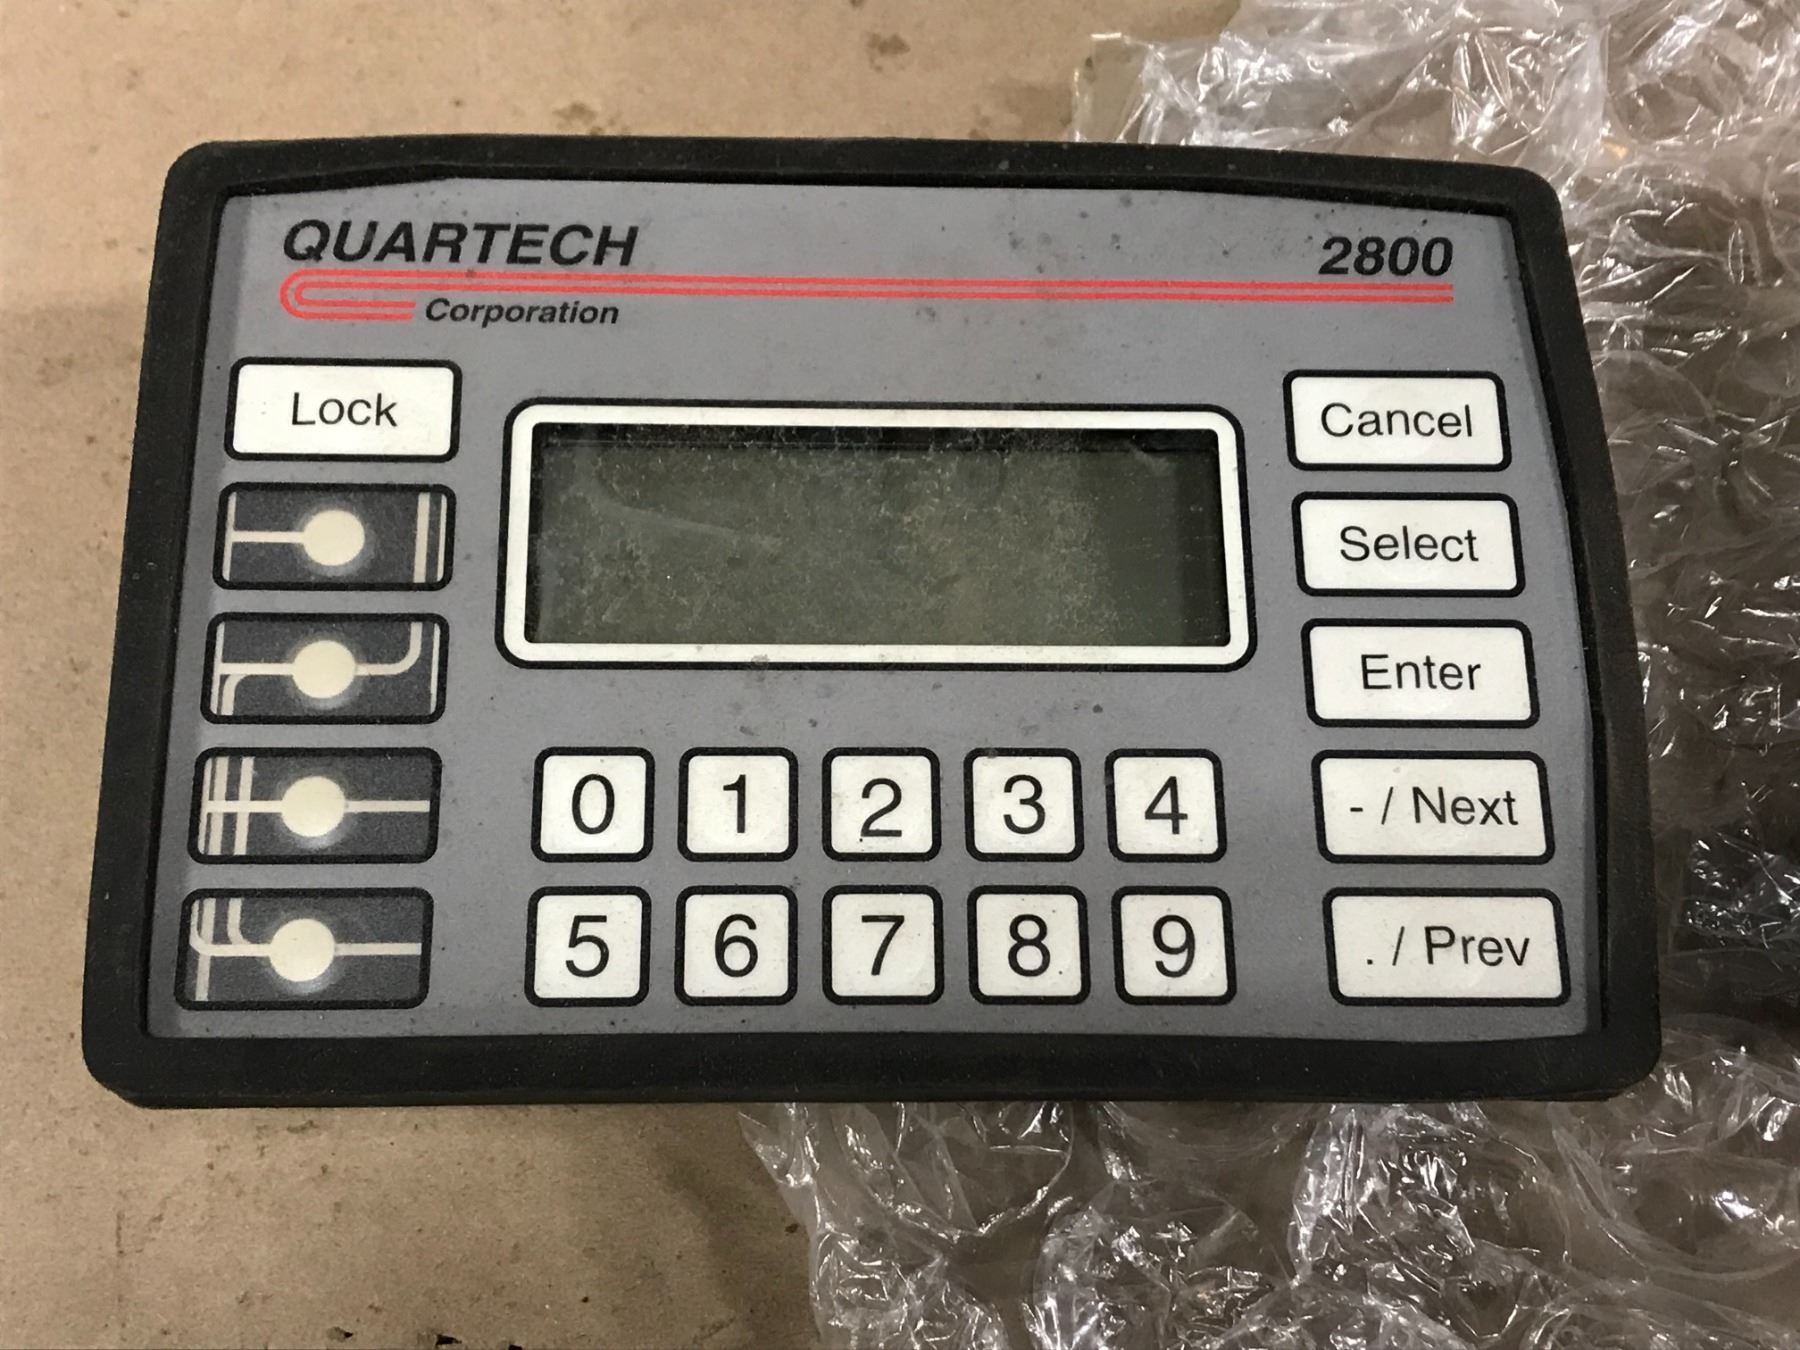 QUARTECH
2800
Corporation
Lock
Cancel
Select
Enter
0 1 2 3 4
- / Next
5 6 7 8 9
. / Prev